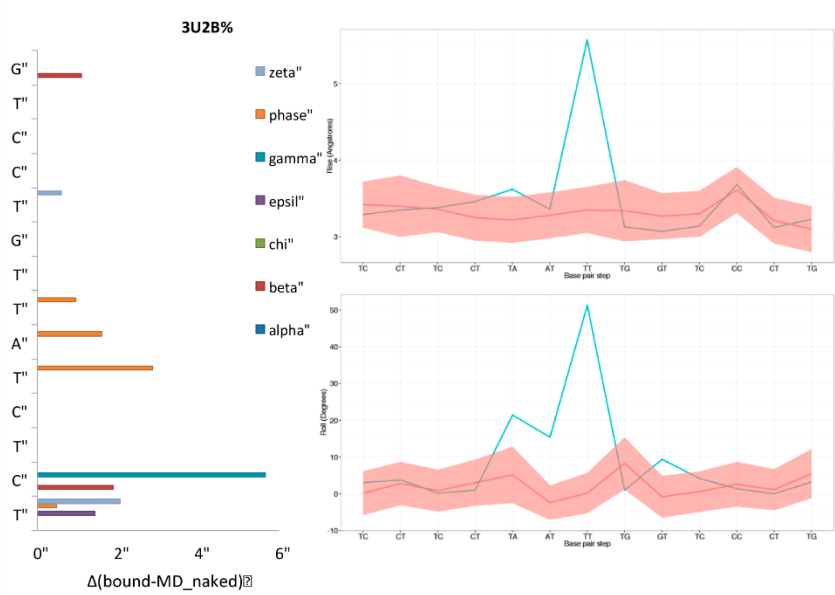 3U2B%
G"
T"
C"
C"
T"
G"
T"
T"
A"
T"
C"
T"
C"
T"
0" 2" 4" 6"
Δ(bound-MD_naked)⍰
zeta"
phase"
gamma"
epsil"
chi"
beta"
alpha"
Rise (Angstroms)
5
4
3
TC CT TC CT TA AT TT TG GT TC CC CT TG
Base pair step
Roll (Degrees)
50
40
30
20
10
0
-10
TC CT TC CT TA AT TT TG GT TC CC CT TG
Base pair step